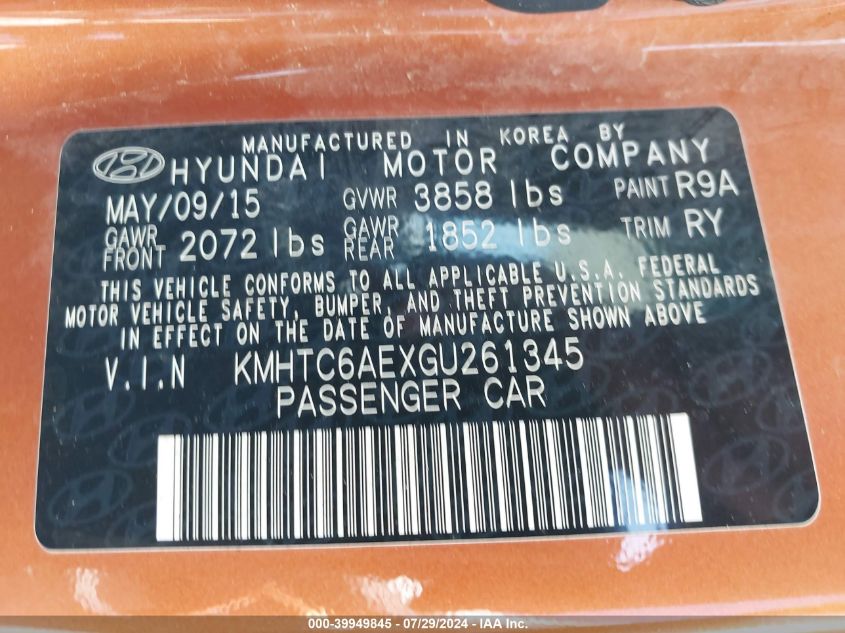 MANUFACTURED IN KOREA BY
HYUNDAI MOTOR COMPANY
MAY/09/15 GVWR 3858 lbs PAINT R9A
GAWR FRONT 2072 lbs GAWR REAR 1852 lbs TRIM RY
THIS VEHICLE CONFORMS TO ALL APPLICABLE U.S.A. FEDERAL
MOTOR VEHICLE SAFETY, BUMPER, AND THEFT PREVENTION STANDARDS
IN EFFECT ON THE DATE OF MANUFACTURE SHOWN ABOVE
V.I.N KMHTC6AEXGU261345
PASSENGER CAR
000-39949845 - 07/29/2024 - IAA Inc.